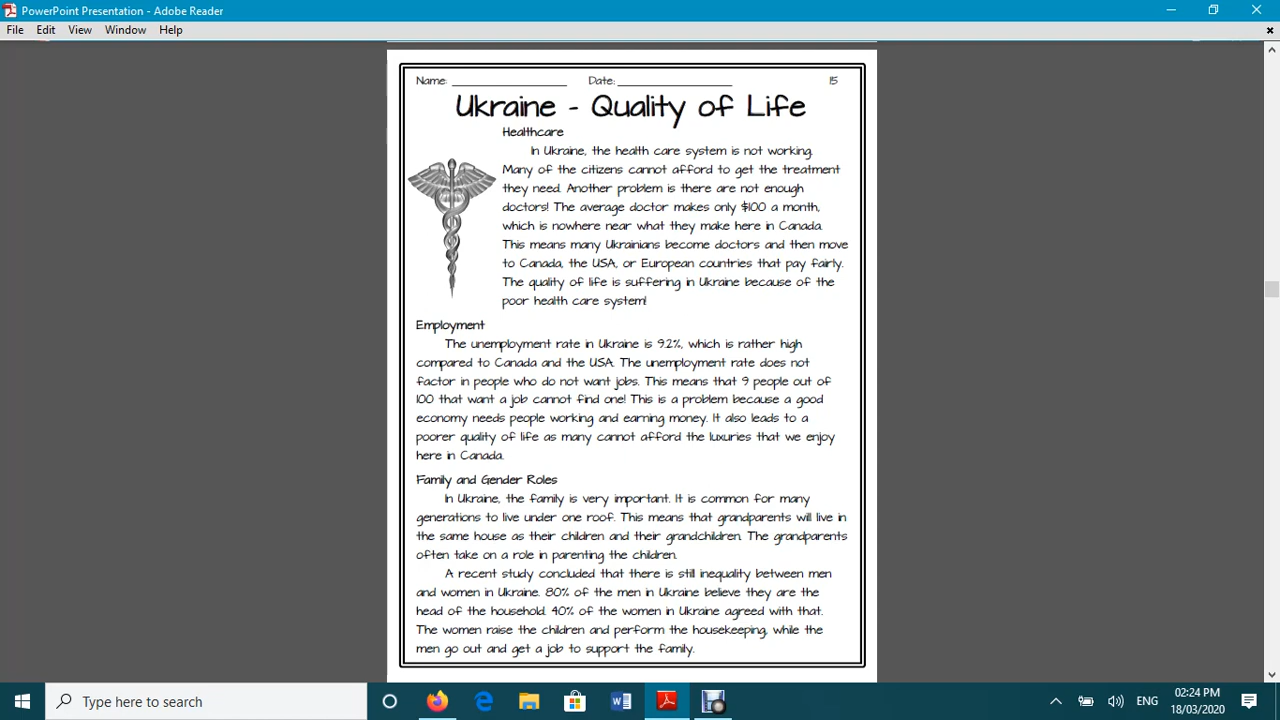 PowerPoint Presentation - Adobe Reader
File Edit View Window Help
Name: ____________ Date: ____________ 15
Ukraine - Quality of Life
Healthcare
In Ukraine, the health care system is not working.
Many of the citizens cannot afford to get the treatment
they need. Another problem is there are not enough
doctors! The average doctor makes only $100 a month,
which is nowhere near what they make here in Canada.
This means many Ukrainians become doctors and then move
to Canada, the USA, or European countries that pay fairly.
The quality of life is suffering in Ukraine because of the
poor health care system!
Employment
The unemployment rate in Ukraine is 9.2%, which is rather high
compared to Canada and the USA. The unemployment rate does not
factor in people who do not want jobs. This means that 9 people out of
100 that want a job cannot find one! This is a problem because a good
economy needs people working and earning money. It also leads to a
poorer quality of life as many cannot afford the luxuries that we enjoy
here in Canada.
Family and Gender Roles
In Ukraine, the family is very important. It is common for many
generations to live under one roof. This means that grandparents will live in
the same house as their children and their grandchildren. The grandparents
often take on a role in parenting the children.
A recent study concluded that there is still inequality between men
and women in Ukraine. 80% of the men in Ukraine believe they are the
head of the household. 40% of the women in Ukraine agreed with that.
The women raise the children and perform the housekeeping, while the
men go out and get a job to support the family.
Type here to search
ENG
02:24 PM
18/03/2020